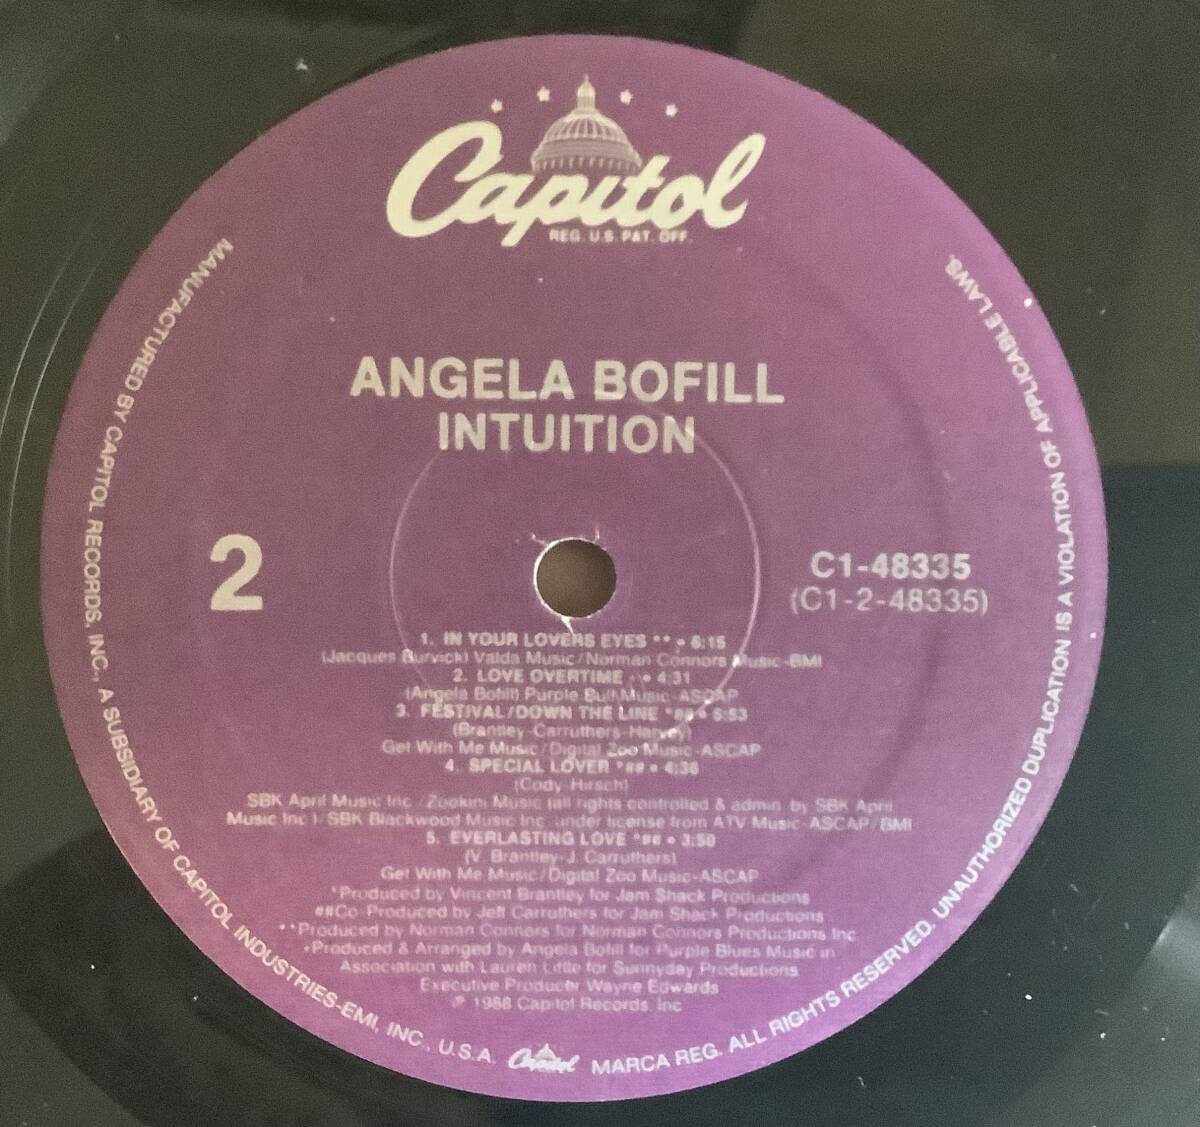 Capitol
REG. U.S. PAT. OFF.
ANGELA BOFILL
INTUITION
2
C1-48335
(C1-2-48335)
1. IN YOUR LOVERS EYES ** • 6:15
(Jacques Burvick) Valda Music/Norman Connors Music-BMI
2. LOVE OVERTIME 4:31
(Angela Bofill) Purple Bull Music-ASCAP
3. FESTIVAL/DOWN THE LINE *## • 5:53
(Brantley-Carruthers-Harvey)
Get With Me Music/Digital Zoo Music-ASCAP
4. SPECIAL LOVER *## • 4:36
(Cody-Hirsch)
SBK April Music Inc./Zookini Music (all rights controlled & admin. by SBK April
Music Inc.)/SBK Blackwood Music Inc. under license from ATV Music-ASCAP/BMI
5. EVERLASTING LOVE *## • 3:50
(V. Brantley-J. Carruthers)
Get With Me Music/Digital Zoo Music-ASCAP
*Produced by Vincent Brantley for Jam Shack Productions
##Co-Produced by Jeff Carruthers for Jam Shack Productions
**Produced by Norman Connors for Norman Connors Productions Inc.
+Produced & Arranged by Angela Bofill for Purple Blues Music in
Association with Lauren Little for Sunnyday Productions
Executive Producer Wayne Edwards
℗ 1988 Capitol Records, Inc.
MANUFACTURED BY CAPITOL RECORDS, INC., A SUBSIDIARY OF CAPITOL INDUSTRIES-EMI, INC., U.S.A. Capitol MARCA REG. ALL RIGHTS RESERVED. UNAUTHORIZED DUPLICATION IS A VIOLATION OF APPLICABLE LAWS.